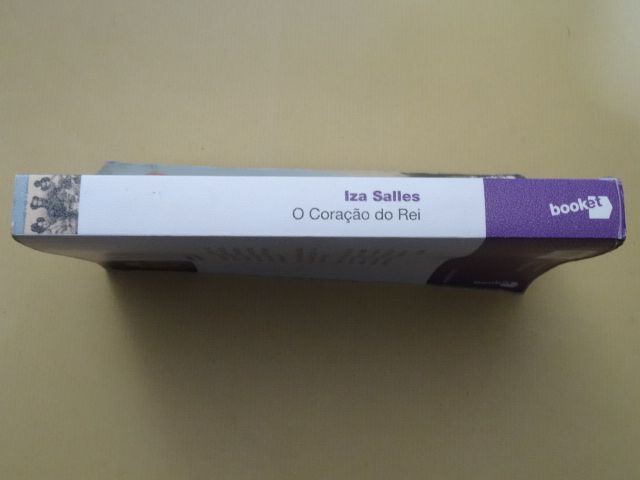 Iza Salles
O Coração do Rei
booket